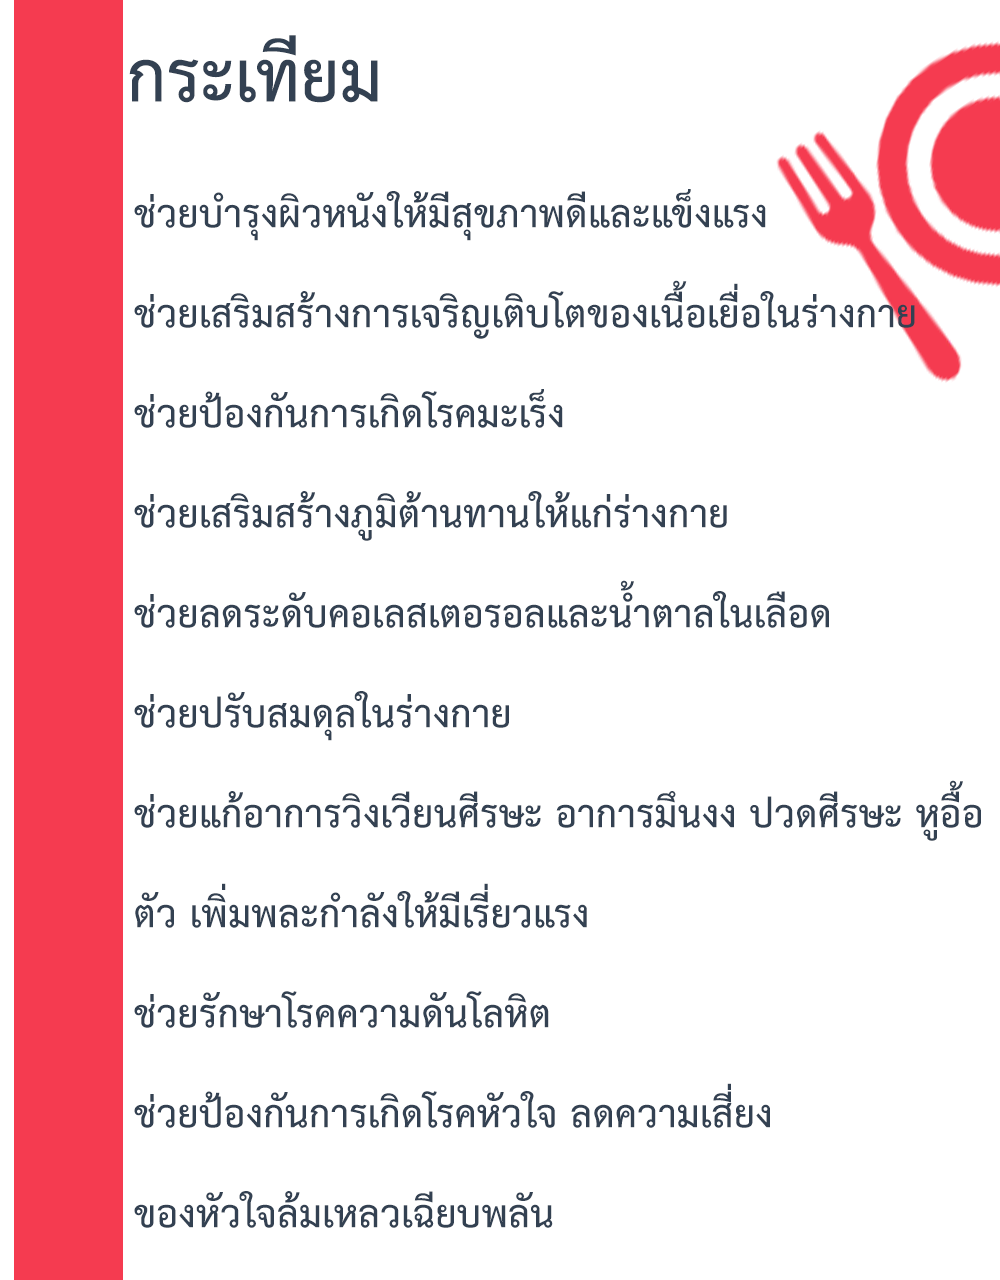 กระเทียม
ช่วยบำรุงผิวหนังให้มีสุขภาพดีและแข็งแรง
ช่วยเสริมสร้างการเจริญเติบโตของเนื้อเยื่อในร่างกาย
ช่วยป้องกันการเกิดโรคมะเร็ง
ช่วยเสริมสร้างภูมิต้านทานให้แก่ร่างกาย
ช่วยลดระดับคอเลสเตอรอลและน้ำตาลในเลือด
ช่วยปรับสมดุลในร่างกาย
ช่วยแก้อาการวิงเวียนศีรษะ อาการมึนงง ปวดศีรษะ หูอื้อ
ตัว เพิ่มพละกำลังให้มีเรี่ยวแรง
ช่วยรักษาโรคความดันโลหิต
ช่วยป้องกันการเกิดโรคหัวใจ ลดความเสี่ยง
ของหัวใจล้มเหลวเฉียบพลัน